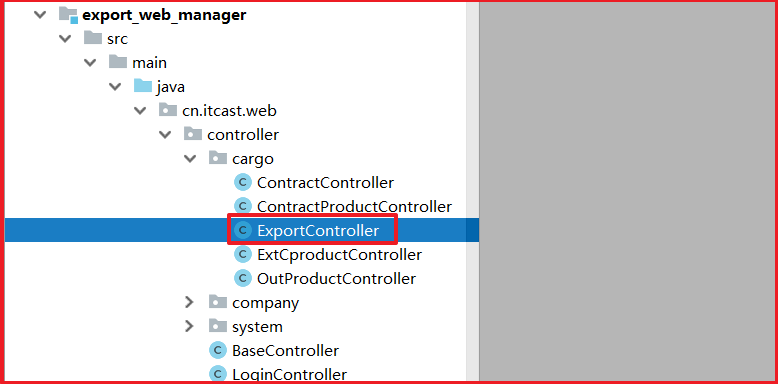 export_web_manager
src
main
java
cn.itcast.web
controller
cargo
C ContractController
C ContractProductController
C ExportController
C ExtCproductController
C OutProductController
company
system
C BaseController
C LoginController